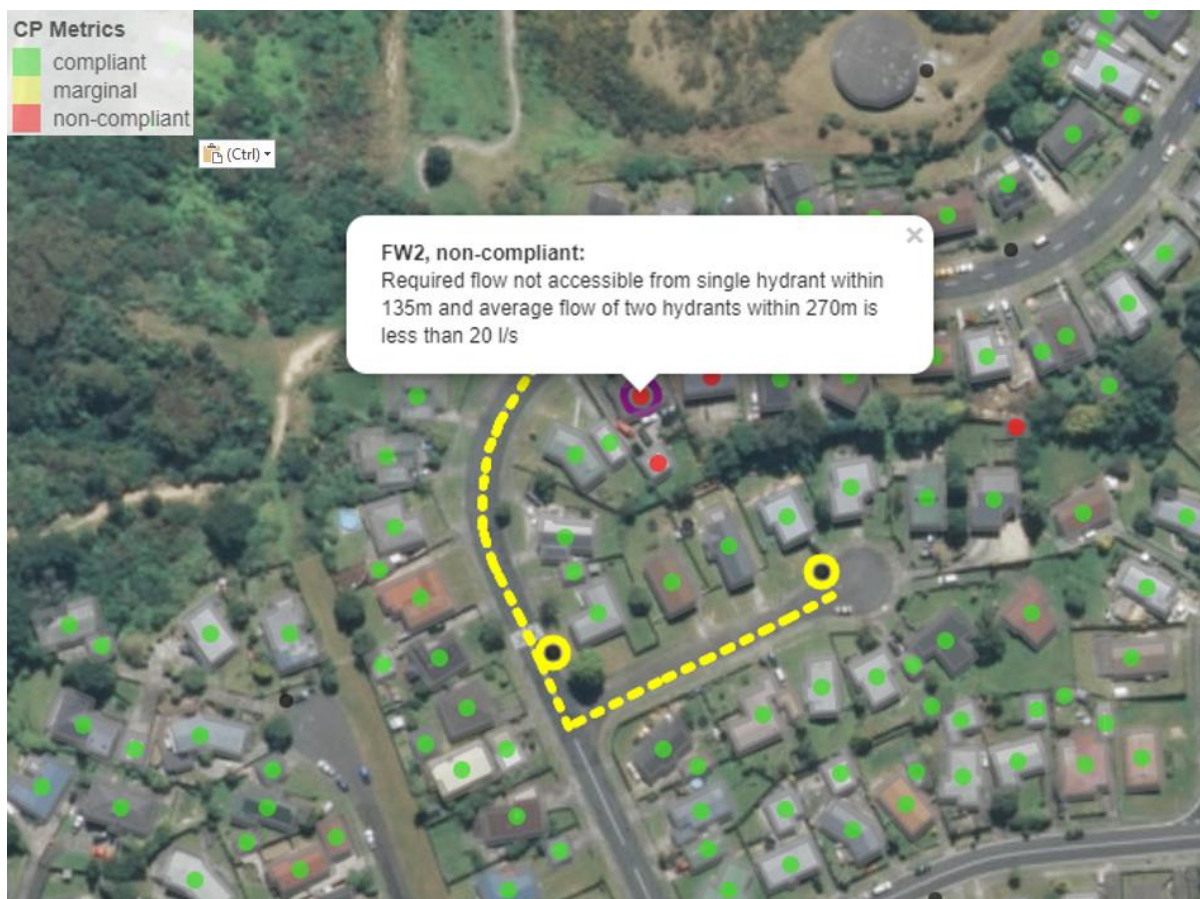 CP Metrics
compliant
marginal
non-compliant
(Ctrl)
FW2, non-compliant:
Required flow not accessible from single hydrant within
135m and average flow of two hydrants within 270m is
less than 20 l/s